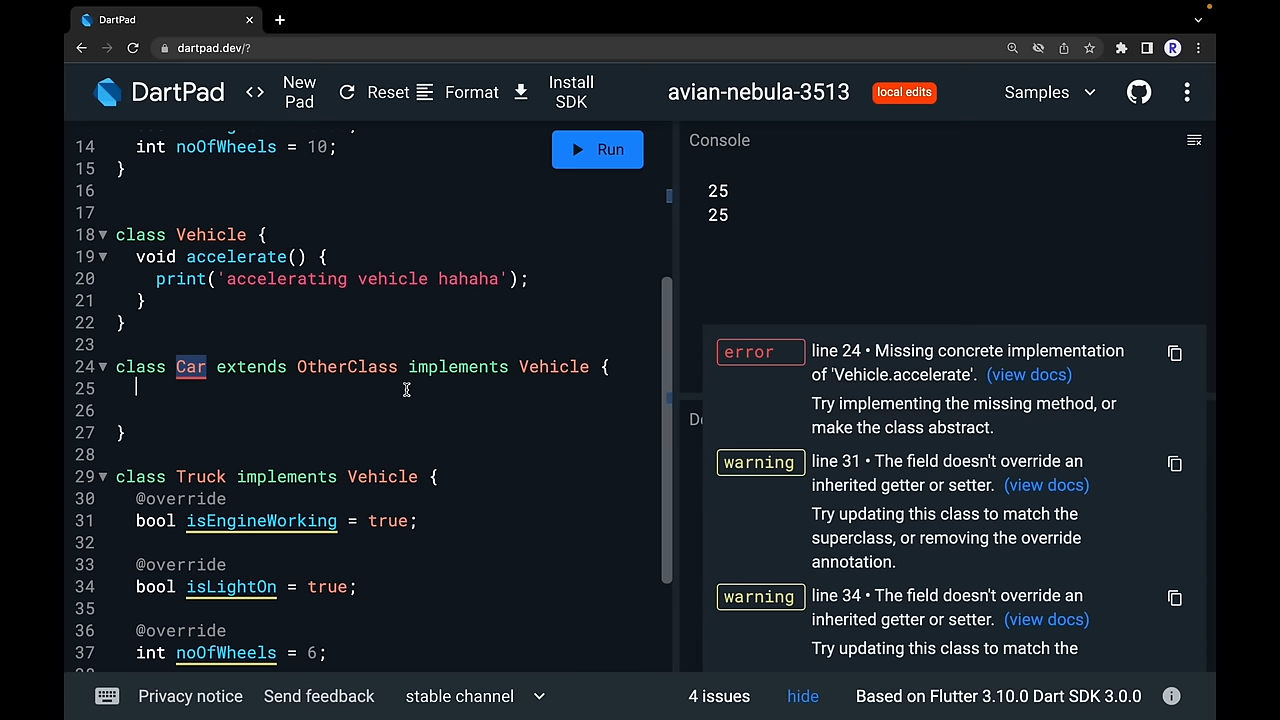 DartPad
dartpad.dev/?
R
DartPad
<>
New Pad
Reset
Format
Install SDK
avian-nebula-3513
local edits
Samples
14 int noOfWheels = 10;
15 }
16
17
18 class Vehicle {
19 void accelerate() {
20 print('accelerating vehicle hahaha');
21 }
22 }
23
24 class Car extends OtherClass implements Vehicle {
25
26
27 }
28
29 class Truck implements Vehicle {
30 @override
31 bool isEngineWorking = true;
32
33 @override
34 bool isLightOn = true;
35
36 @override
37 int noOfWheels = 6;
Run
Console
25
25
error line 24 • Missing concrete implementation
of 'Vehicle.accelerate'. (view docs)
Try implementing the missing method, or
make the class abstract.
warning line 31 • The field doesn't override an
inherited getter or setter. (view docs)
Try updating this class to match the
superclass, or removing the override
annotation.
warning line 34 • The field doesn't override an
inherited getter or setter. (view docs)
Try updating this class to match the
Privacy notice
Send feedback
stable channel
4 issues
hide
Based on Flutter 3.10.0 Dart SDK 3.0.0